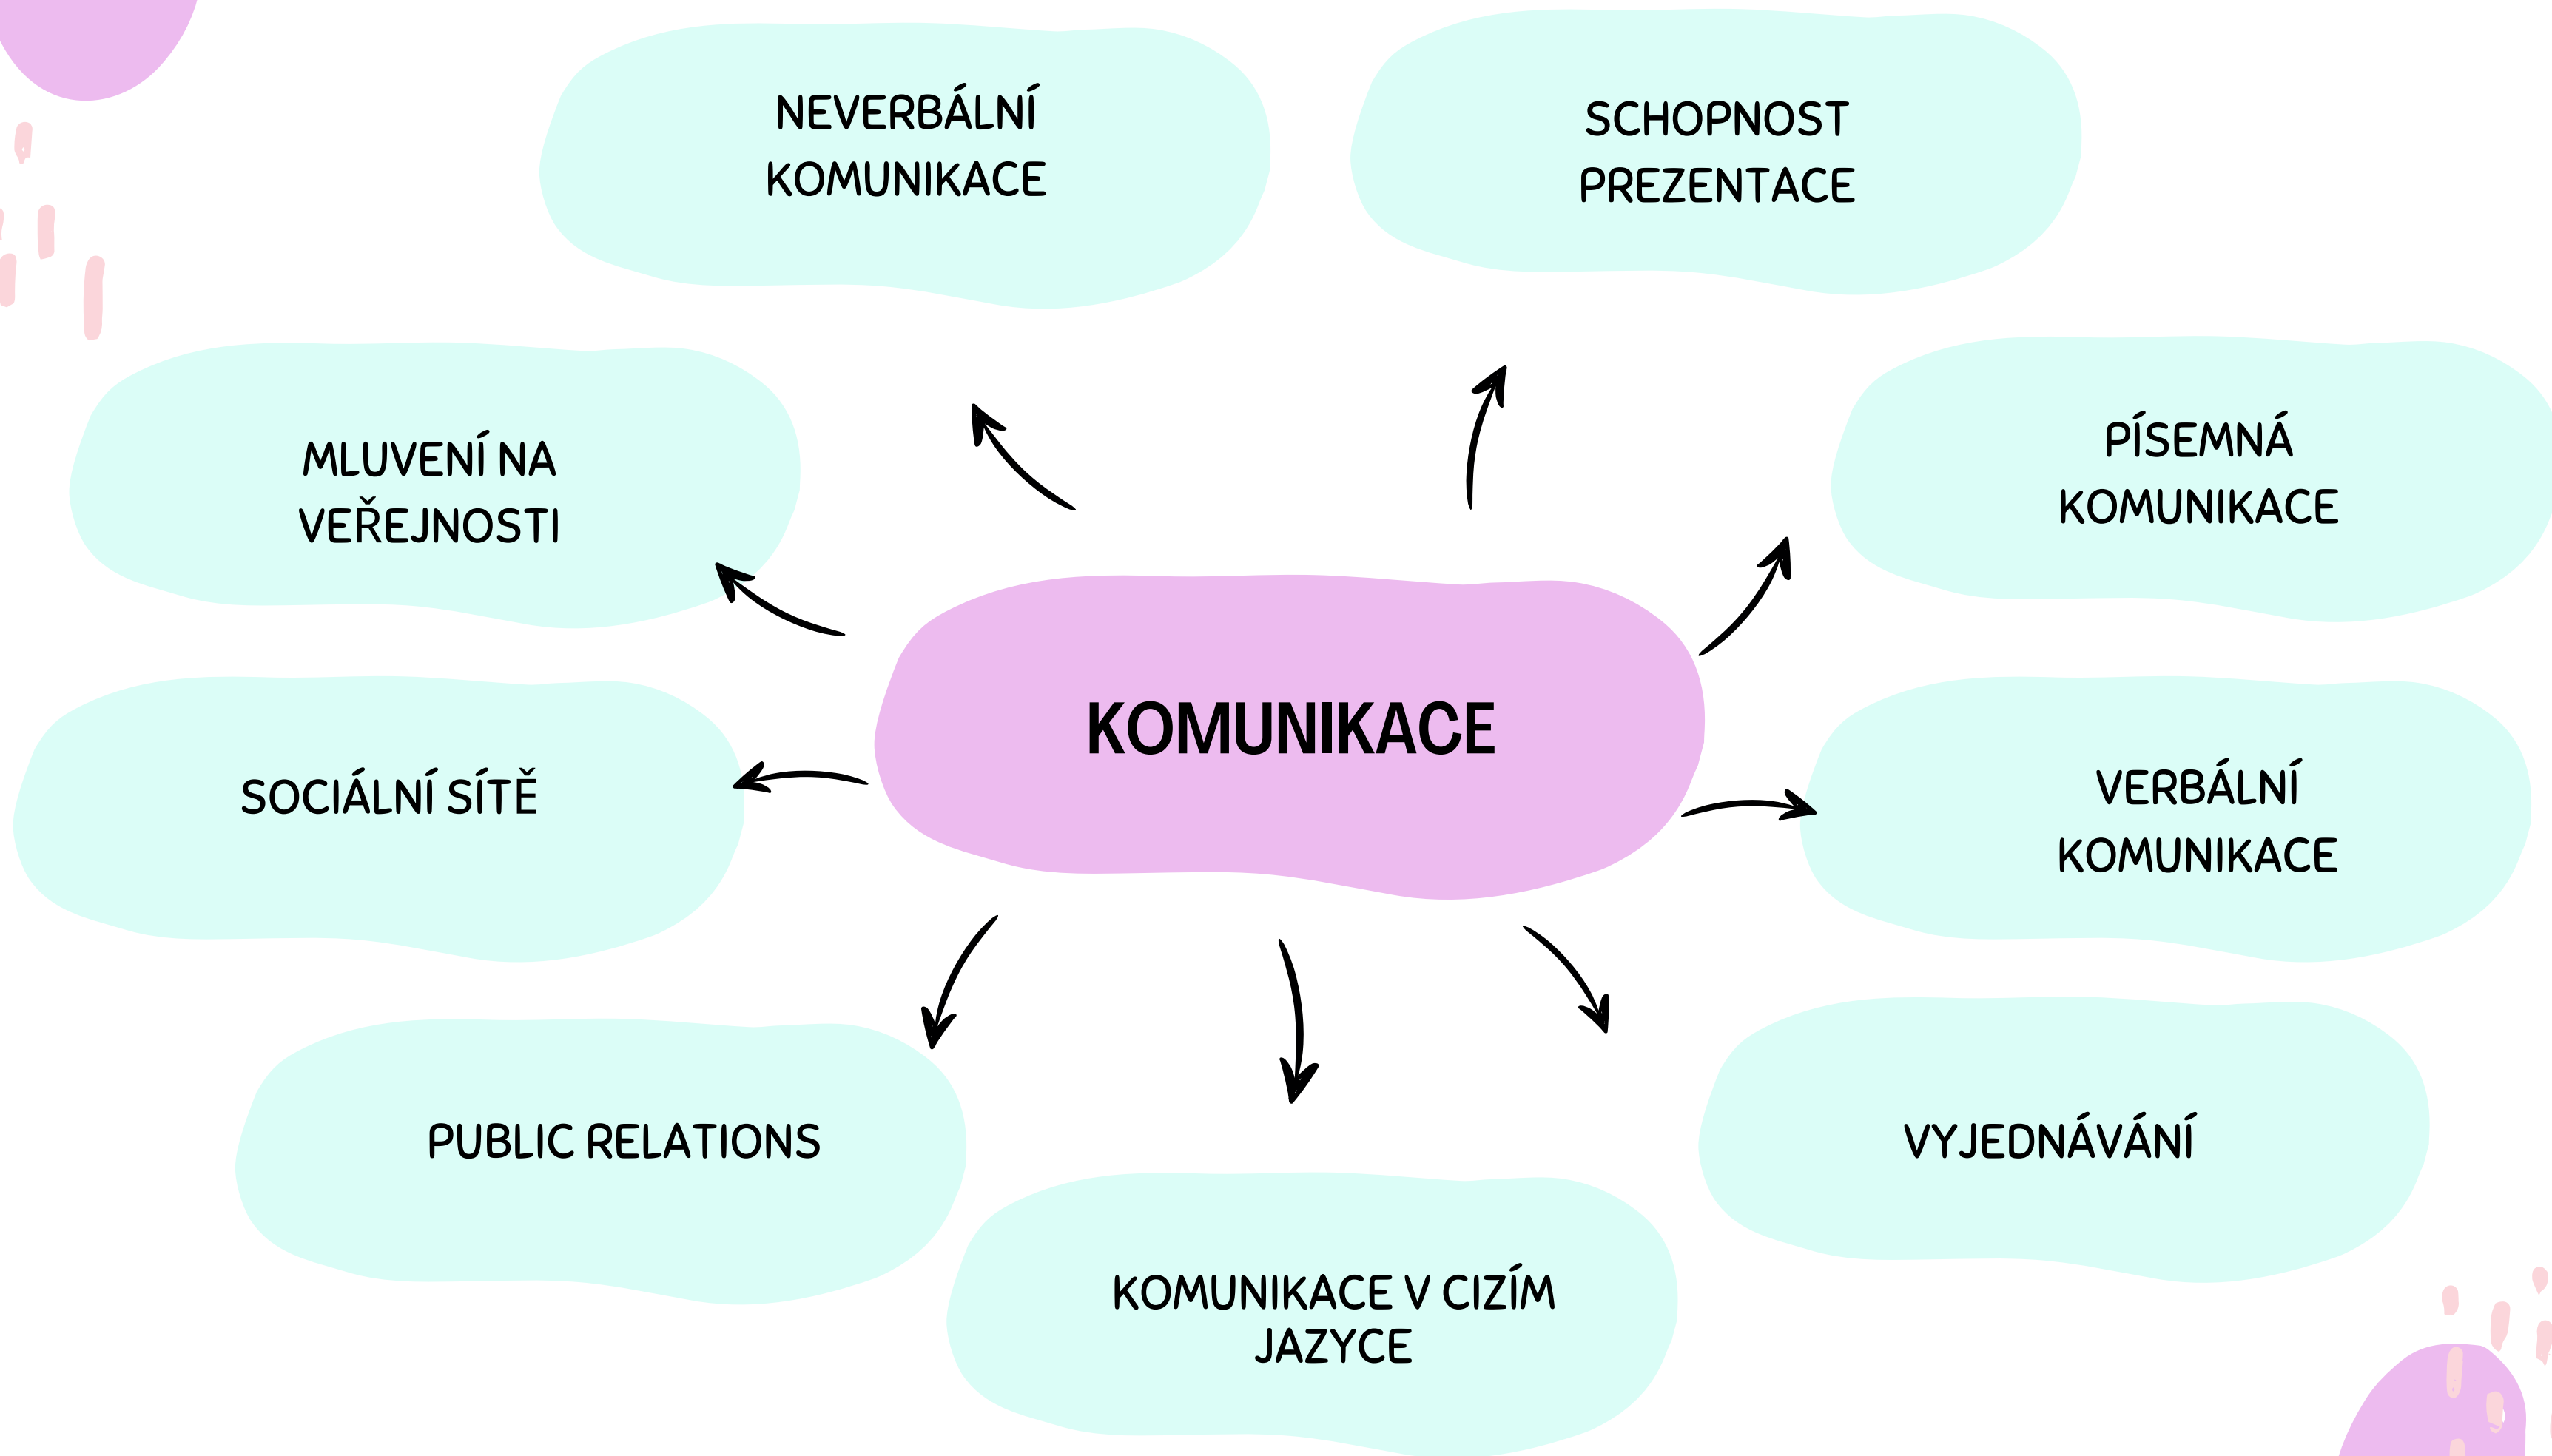 NEVERBÁLNÍ
KOMUNIKACE
SCHOPNOST
PREZENTACE
MLUVENÍ NA
VEŘEJNOSTI
PÍSEMNÁ
KOMUNIKACE
KOMUNIKACE
SOCIÁLNÍ SÍTĚ
VERBÁLNÍ
KOMUNIKACE
PUBLIC RELATIONS
VYJEDNÁVÁNÍ
KOMUNIKACE V CIZÍM
JAZYCE